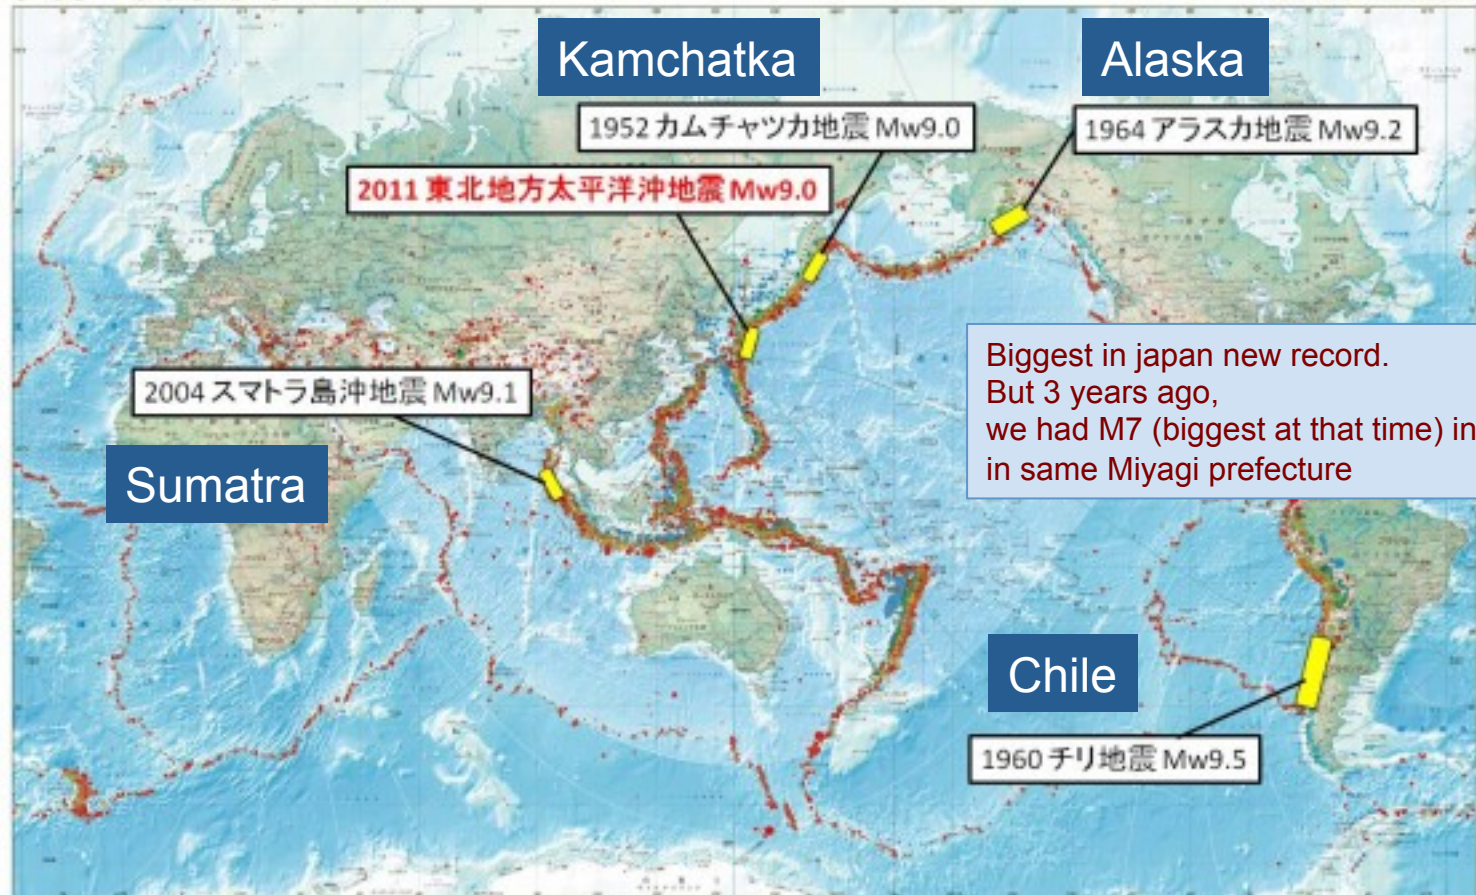 Kamchatka
Alaska
1952 カムチャツカ地震 Mw9.0
1964 アラスカ地震 Mw9.2
2011 東北地方太平洋沖地震 Mw9.0
Biggest in japan new record.
But 3 years ago,
we had M7 (biggest at that time) in
in same Miyagi prefecture
2004 スマトラ島沖地震 Mw9.1
Sumatra
Chile
1960 チリ地震 Mw9.5